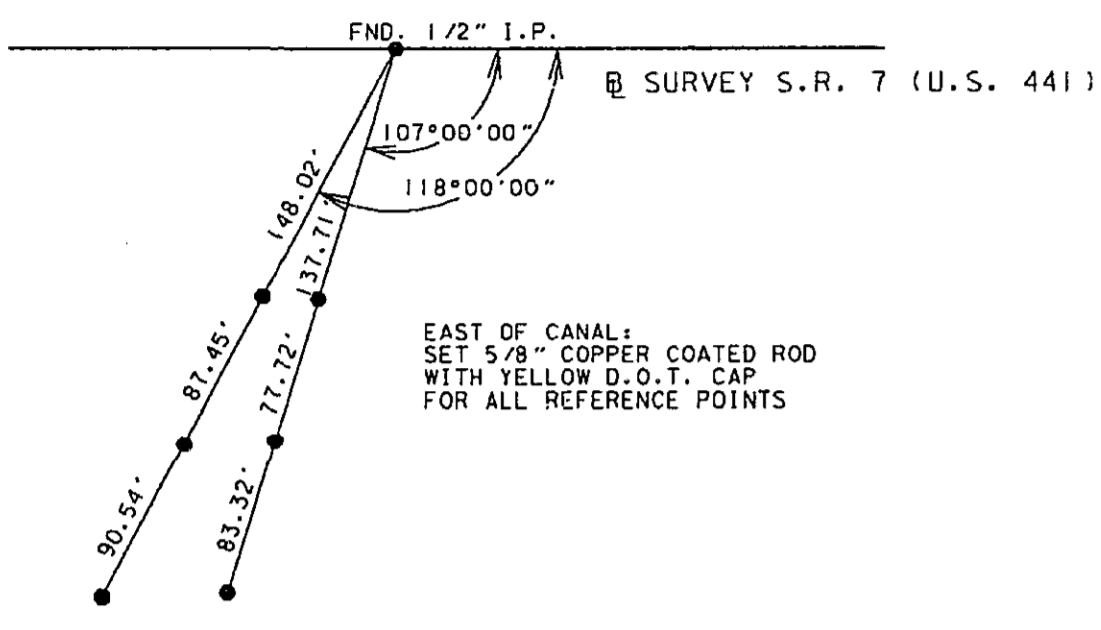 FND. 1/2" I.P.
℄ SURVEY S.R. 7 (U.S. 441)
107°00'00"
118°00'00"
148.02'
137.71'
87.45'
77.72'
90.54'
83.32'
EAST OF CANAL:
SET 5/8" COPPER COATED ROD
WITH YELLOW D.O.T. CAP
FOR ALL REFERENCE POINTS